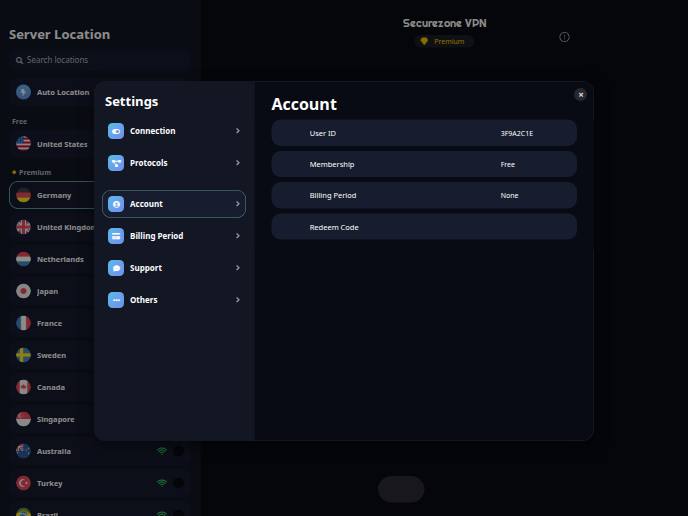 Securezone VPN
Premium
Server Location
Search locations
Auto Location
Free
United States
Premium
Germany
United Kingdom
Netherlands
Japan
France
Sweden
Canada
Singapore
Australia
Turkey
Brazil
Settings
Connection
Protocols
Account
Billing Period
Support
Others
Account
User ID 3F9A2C1E
Membership Free
Billing Period None
Redeem Code